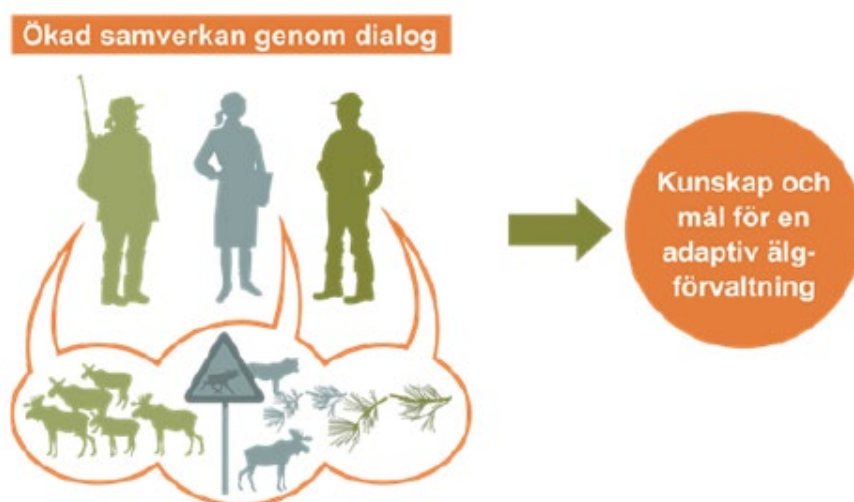 Ökad samverkan genom dialog
Kunskap och
mål för en
adaptiv älg-
förvaltning